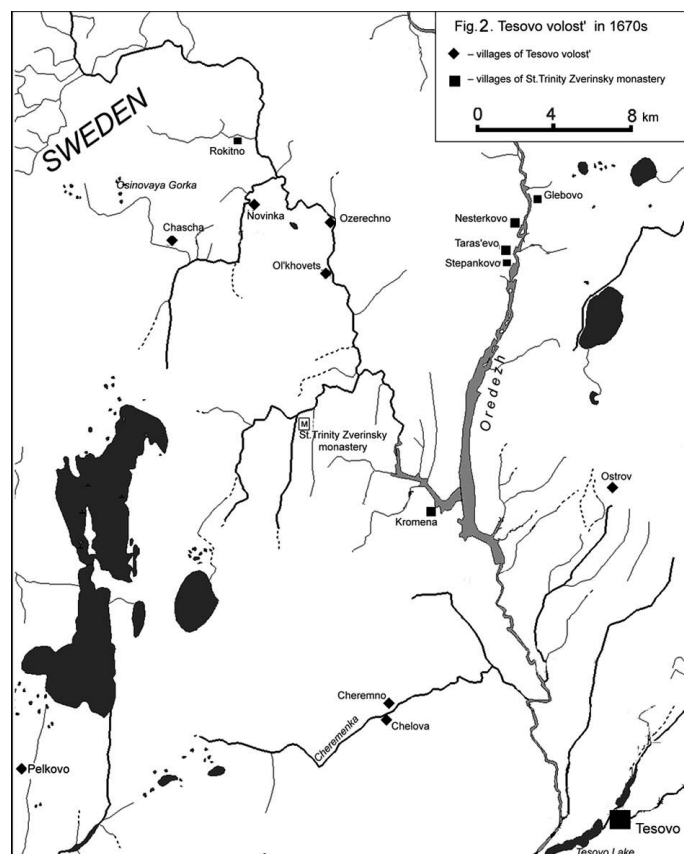 Fig.2. Tesovo volost' in 1670s
– villages of Tesovo volost'
– villages of St.Trinity Zverinsky monastery
0 4 8 km
SWEDEN
Rokitno
Osinovaya Gorka
Glebovo
Novinka
Nesterkovo
Ozerechno
Chascha
Taras'evo
Stepankovo
Ol'khovets
Oredezh
M
St.Trinity Zverinsky
monastery
Ostrov
Kromena
Cheremno
Chelova
Cheremenka
Pelkovo
Tesovo
Tesovo Lake